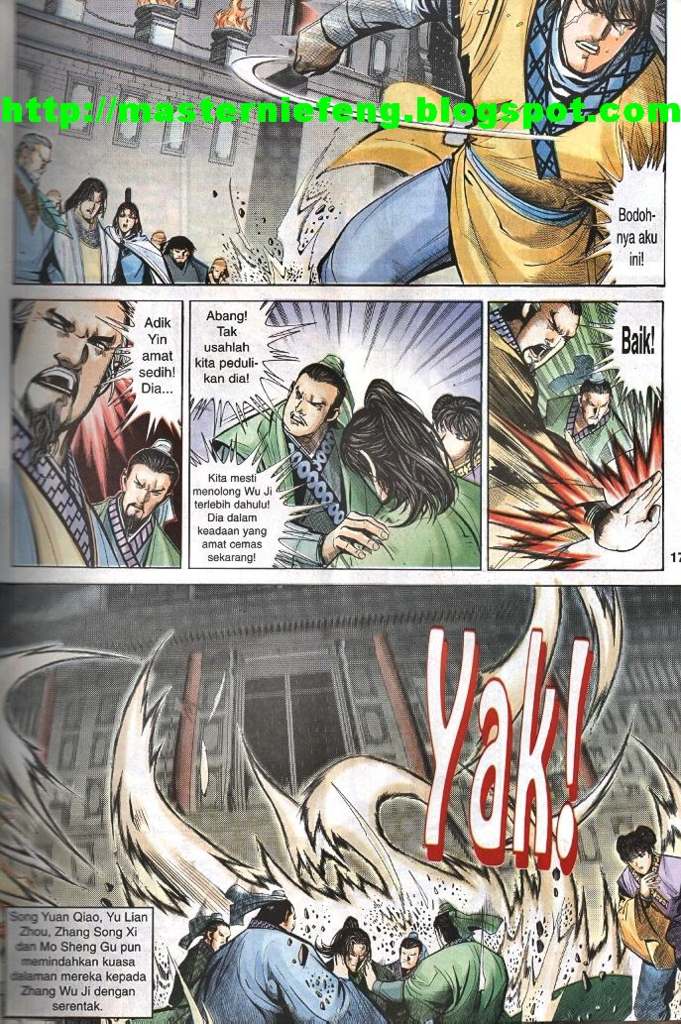 http://masterniefeng.blogspot.com
Bodoh-
nya aku
ini!
Adik
Yin
amat
sedih!
Dia...
Abang!
Tak
usahlah
kita peduli-
kan dia!
Kita mesti
menolong Wu Ji
terlebih dahulu!
Dia dalam
keadaan yang
amat cemas
sekarang!
Baik!
17
Yak!
Song Yuan Qiao, Yu Lian
Zhou, Zhang Song Xi
dan Mo Sheng Gu pun
memindahkan kuasa
dalaman mereka kepada
Zhang Wu Ji dengan
serentak.